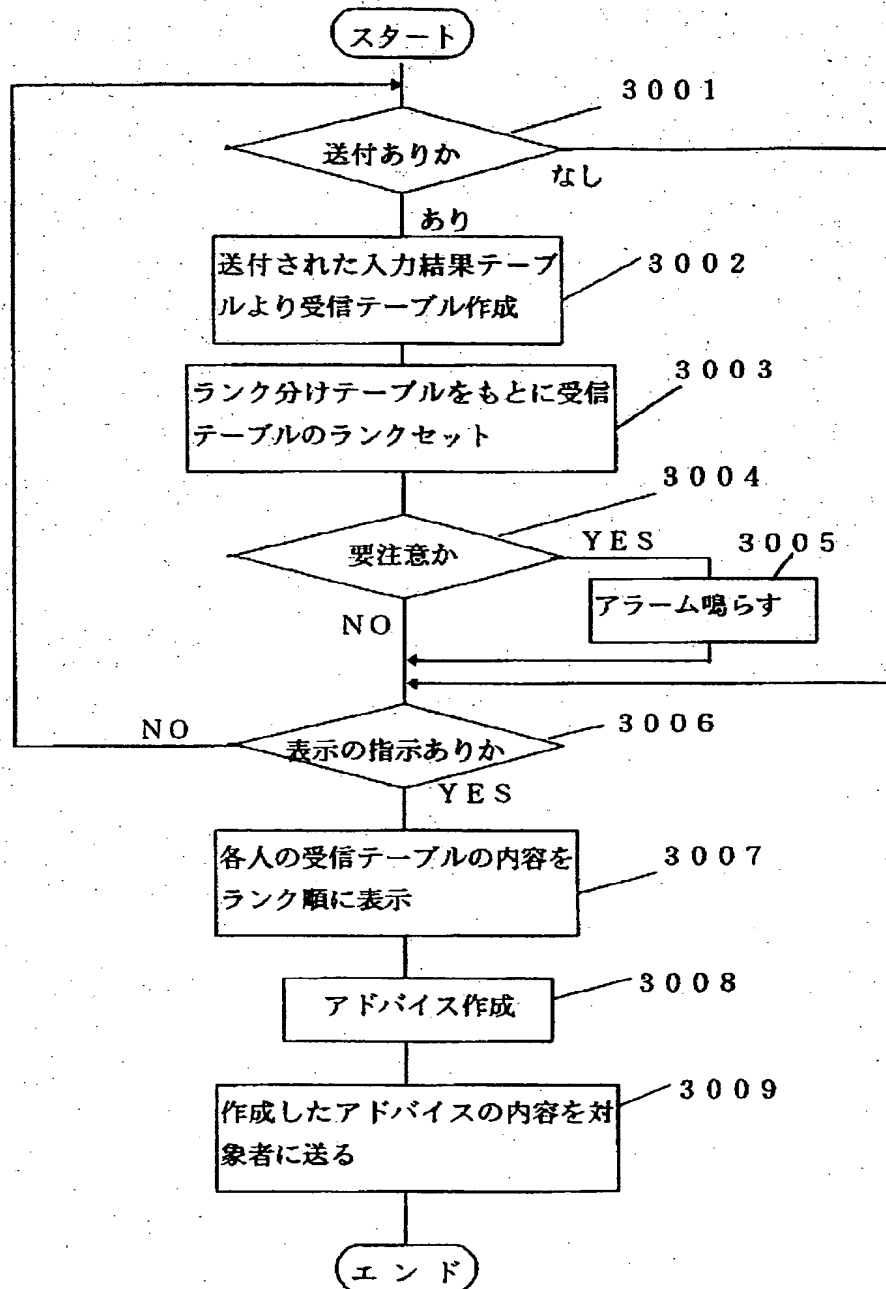 スタート
3001
送付ありか
なし
あり
送付された入力結果テーブ
ルより受信テーブル作成
3002
ランク分けテーブルをもとに受信
テーブルのランクセット
3003
3004
要注意か
YES
3005
アラーム鳴らす
NO
NO
表示の指示ありか
3006
YES
各人の受信テーブルの内容を
ランク順に表示
3007
アドバイス作成
3008
作成したアドバイスの内容を対
象者に送る
3009
エンド